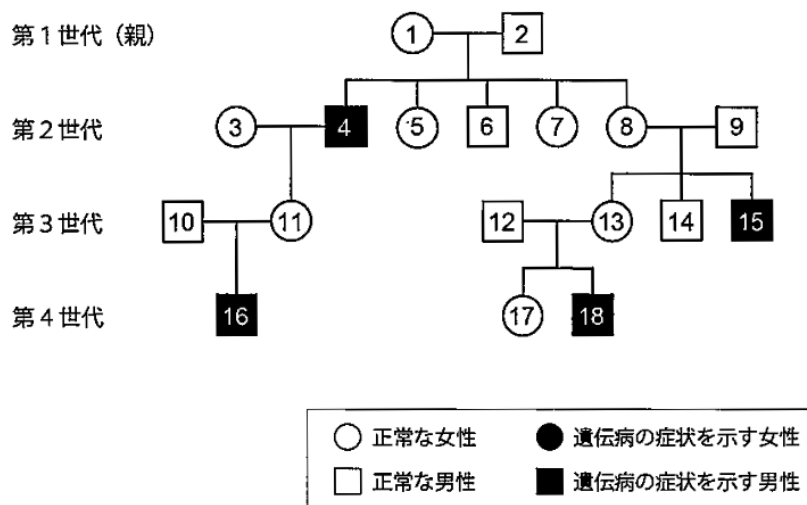 第1世代（親）
1 2
第2世代
3 4 5 6 7 8 9
第3世代
10 11 12 13 14 15
第4世代
16 17 18
正常な女性 遺伝病の症状を示す女性
正常な男性 遺伝病の症状を示す男性